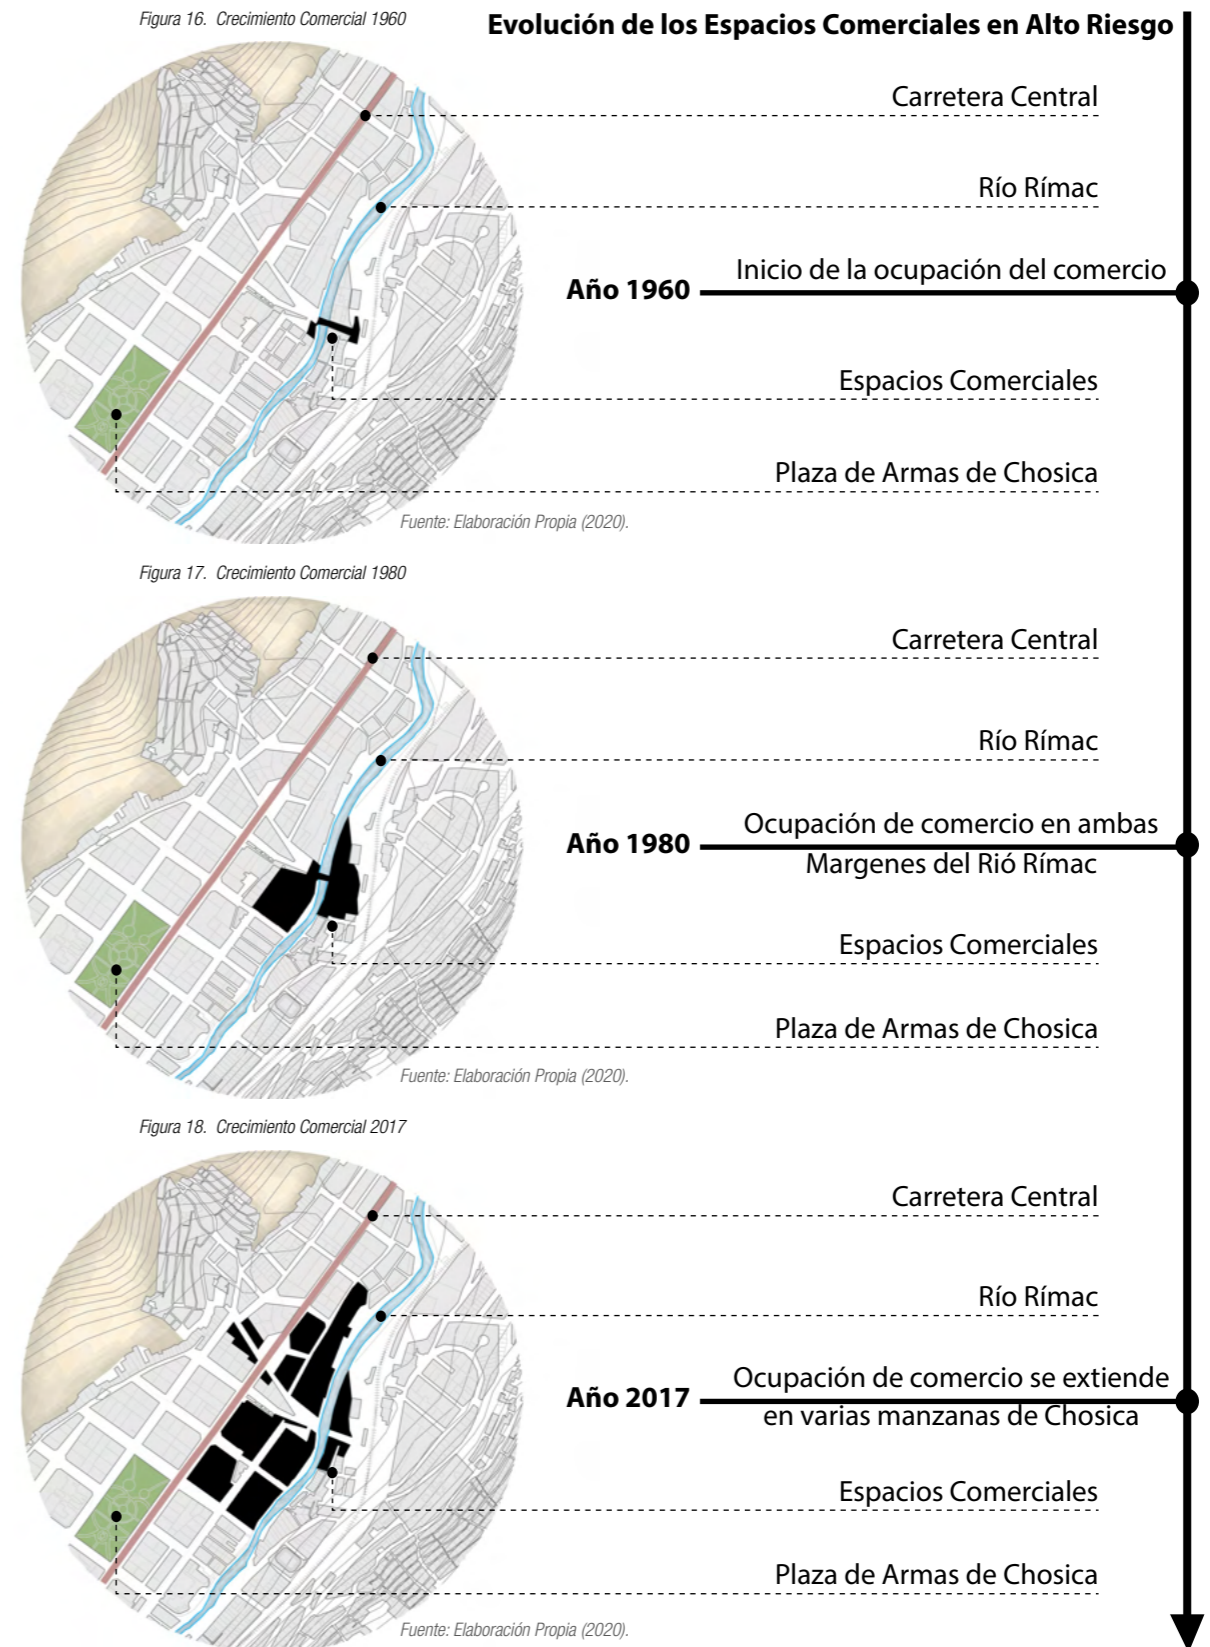 Figura 16. Crecimiento Comercial 1960
Evolución de los Espacios Comerciales en Alto Riesgo
Carretera Central
Río Rímac
Inicio de la ocupación del comercio
Año 1960
Espacios Comerciales
Plaza de Armas de Chosica
Fuente: Elaboración Propia (2020).
Figura 17. Crecimiento Comercial 1980
Carretera Central
Río Rímac
Ocupación de comercio en ambas
Año 1980
Margenes del Rió Rímac
Espacios Comerciales
Plaza de Armas de Chosica
Fuente: Elaboración Propia (2020).
Figura 18. Crecimiento Comercial 2017
Carretera Central
Río Rímac
Ocupación de comercio se extiende
Año 2017
en varias manzanas de Chosica
Espacios Comerciales
Plaza de Armas de Chosica
Fuente: Elaboración Propia (2020).